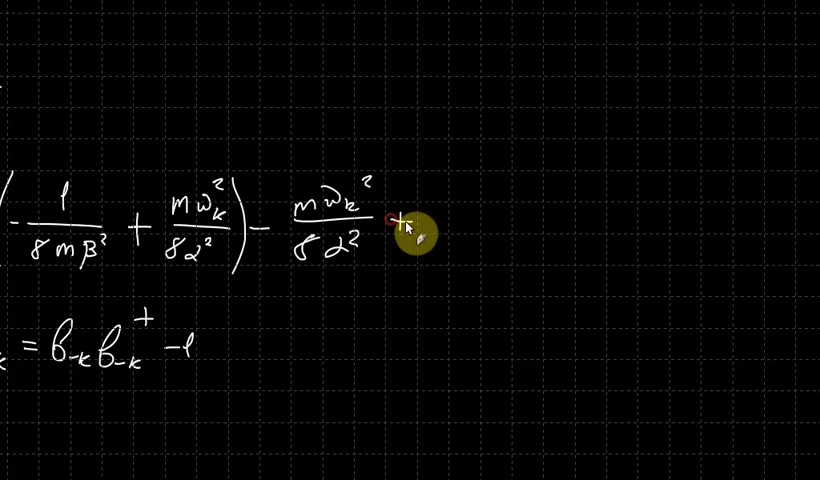 ( - 1/(8mβ²) + mω_k²/(8α²) ) - mω_k²/(8α²) +
k = b_{-k} b_{-k}^+ - 1